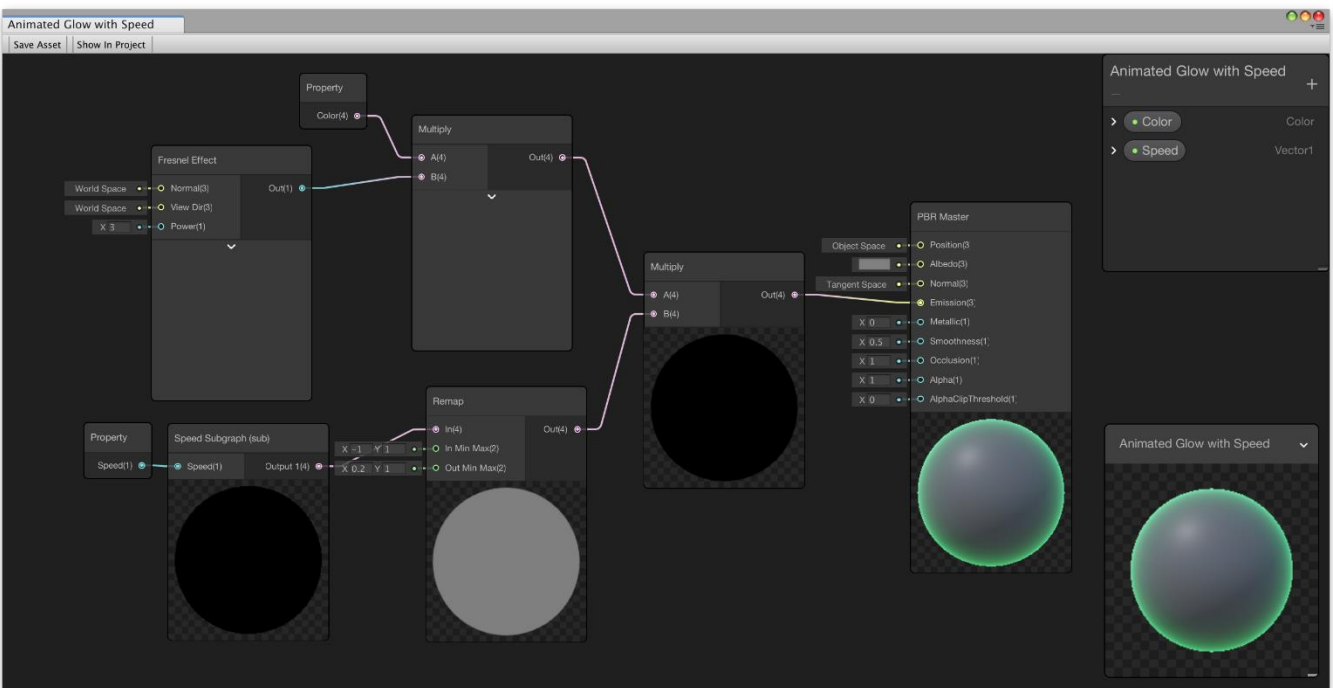 Animated Glow with Speed
Save Asset Show In Project
Property
Color(4)
Multiply
A(4) Out(4)
B(4)
Fresnel Effect
World Space Normal(3) Out(1)
World Space View Dir(3)
X 3 Power(1)
Property
Speed(1)
Speed Subgraph (sub)
Speed(1) Output 1(4)
Remap
In(4) Out(4)
X -1 Y 1 In Min Max(2)
X 0.2 Y 1 Out Min Max(2)
Multiply
A(4) Out(4)
B(4)
PBR Master
Object Space Position(3
Albedo(3)
Tangent Space Normal(3)
Emission(3)
X 0 Metallic(1)
X 0.5 Smoothness(1)
X 1 Occlusion(1)
X 1 Alpha(1)
X 0 AlphaClipThreshold(1)
Animated Glow with Speed
Color Color
Speed Vector1
Animated Glow with Speed